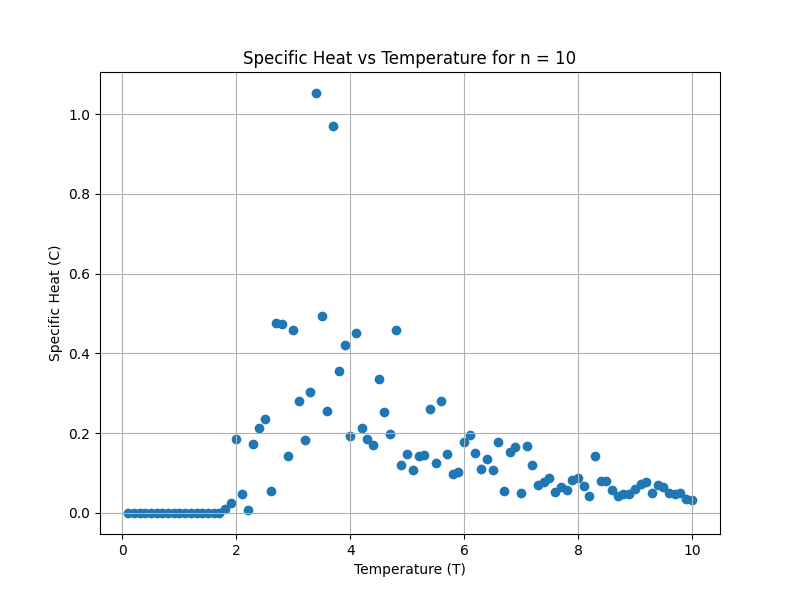 Specific Heat vs Temperature for n = 10
Specific Heat (C)
1.0
0.8
0.6
0.4
0.2
0.0
0 2 4 6 8 10
Temperature (T)